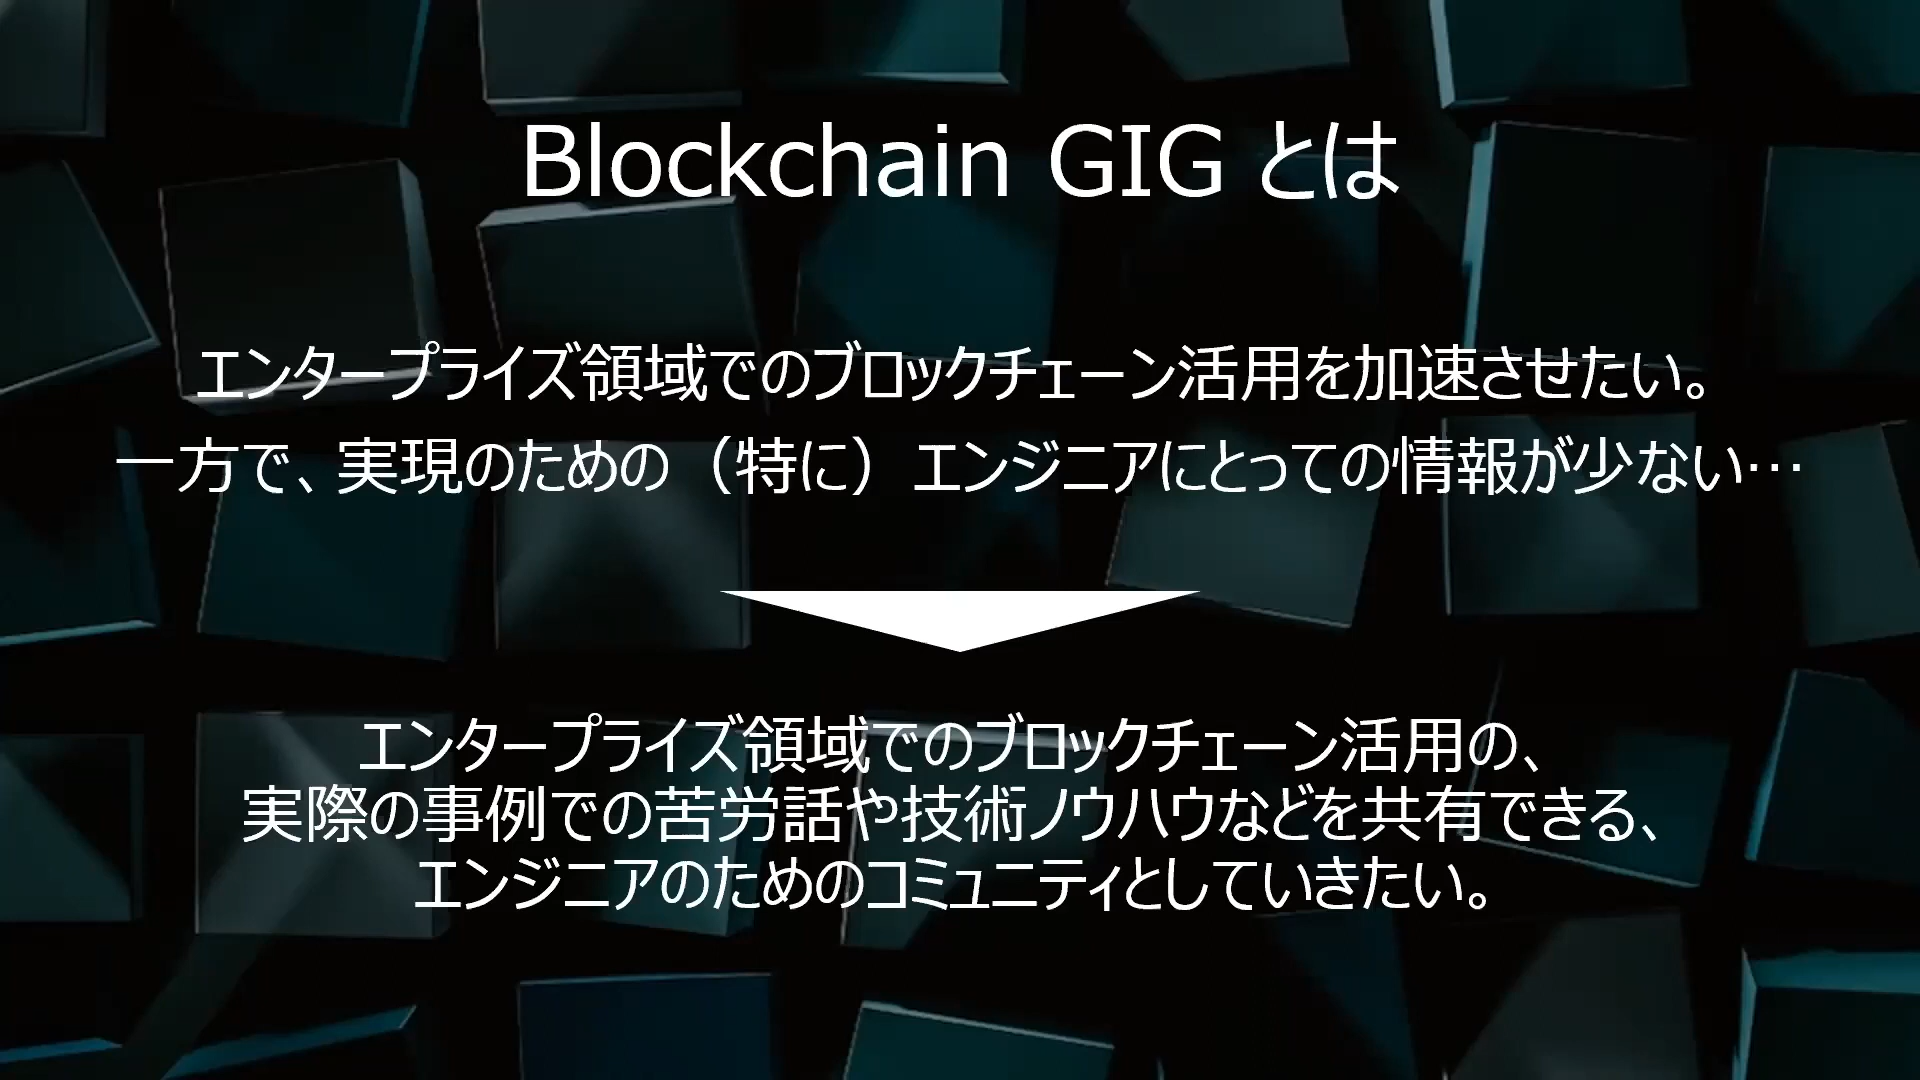 Blockchain GIG とは
エンタープライズ領域でのブロックチェーン活用を加速させたい。
一方で、実現のための（特に）エンジニアにとっての情報が少ない…
エンタープライズ領域でのブロックチェーン活用の、
実際の事例での苦労話や技術ノウハウなどを共有できる、
エンジニアのためのコミュニティとしていきたい。